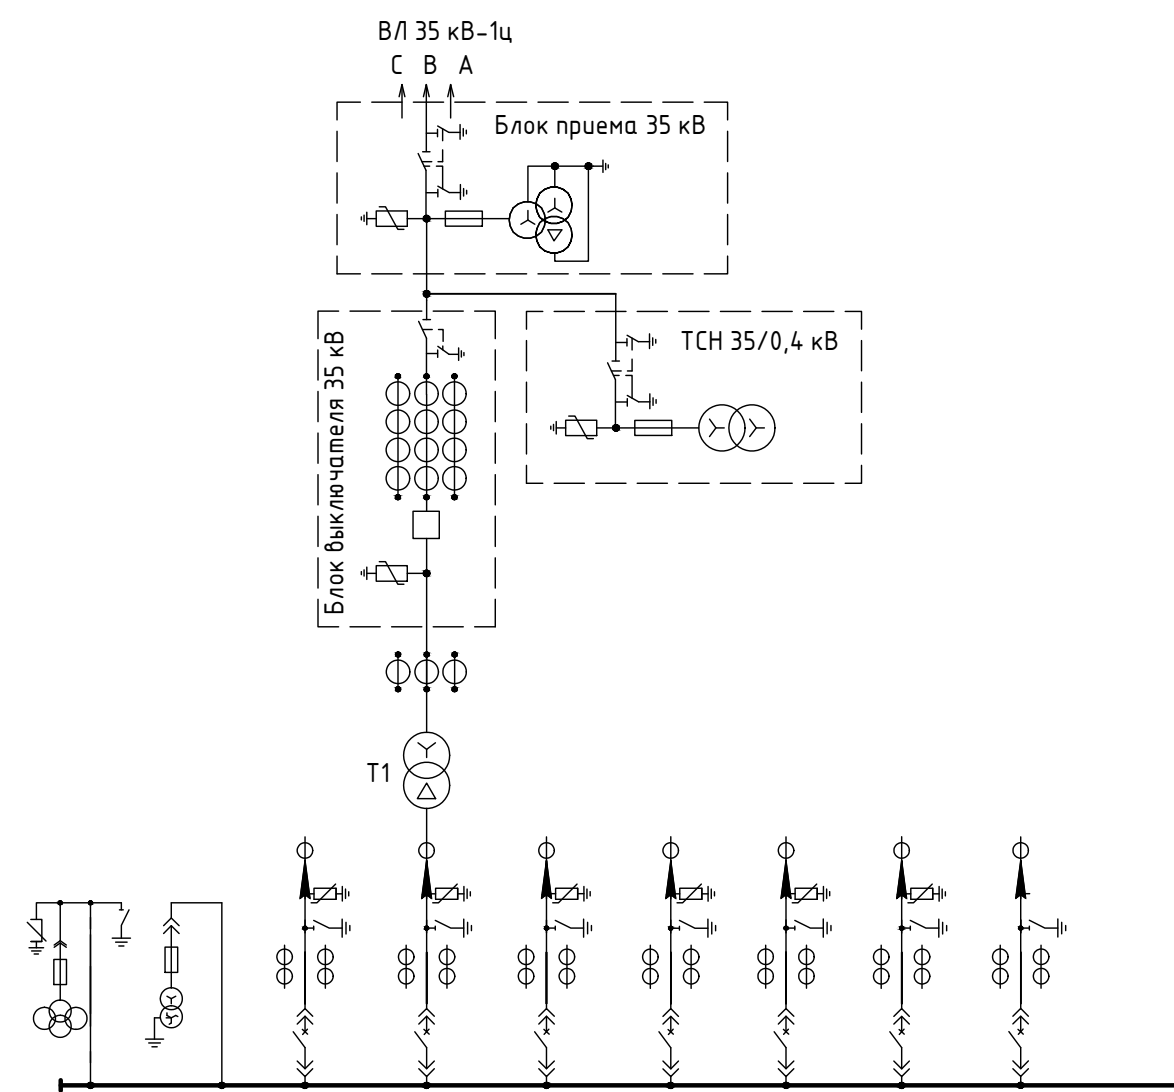 ВЛ 35 кВ-1ц
С В А
Блок приема 35 кВ
Блок выключателя 35 кВ
ТСН 35/0,4 кВ
Т1